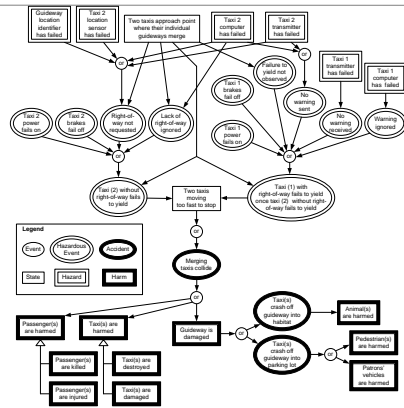 Guideway
location
identifier
has failed
Taxi 2
location
sensor
has failed
Two taxis approach point
where their individual
guideways merge
Taxi 2
computer
has failed
Taxi 2
transmitter
has failed
or
or
Failure to
yield not
observed
Taxi 1
transmitter
has failed
Taxi 1
computer
has failed
Taxi 1
brakes
fail off
No
warning
sent
Taxi 2
power
fails on
Taxi 2
brakes
fail off
Right-of-
way not
requested
Lack of
right-of-way
ignored
Taxi 1
power
fails on
No
warning
received
Warning
ignored
or
or
Taxi (2) without
right-of-way fails
to yield
Two taxis
moving
too fast to stop
Taxi (1) with
right-of-way fails to yield
once taxi (2) without right-
of-way fails to yield
Legend
Event
Hazardous
Event
Accident
State
Hazard
Harm
or
Merging
taxis collide
or
Passenger(s)
are harmed
Taxi(s) are
harmed
Guideway is
damaged
or
Taxi(s)
crash off
guideway into
habitat
Animal(s)
are harmed
Taxi(s)
crash off
guideway into
parking lot
or
Pedestrian(s)
are harmed
Patrons'
vehicles
are harmed
Passenger(s)
are killed
Taxi(s) are
destroyed
Passenger(s)
are injured
Taxi(s) are
damaged